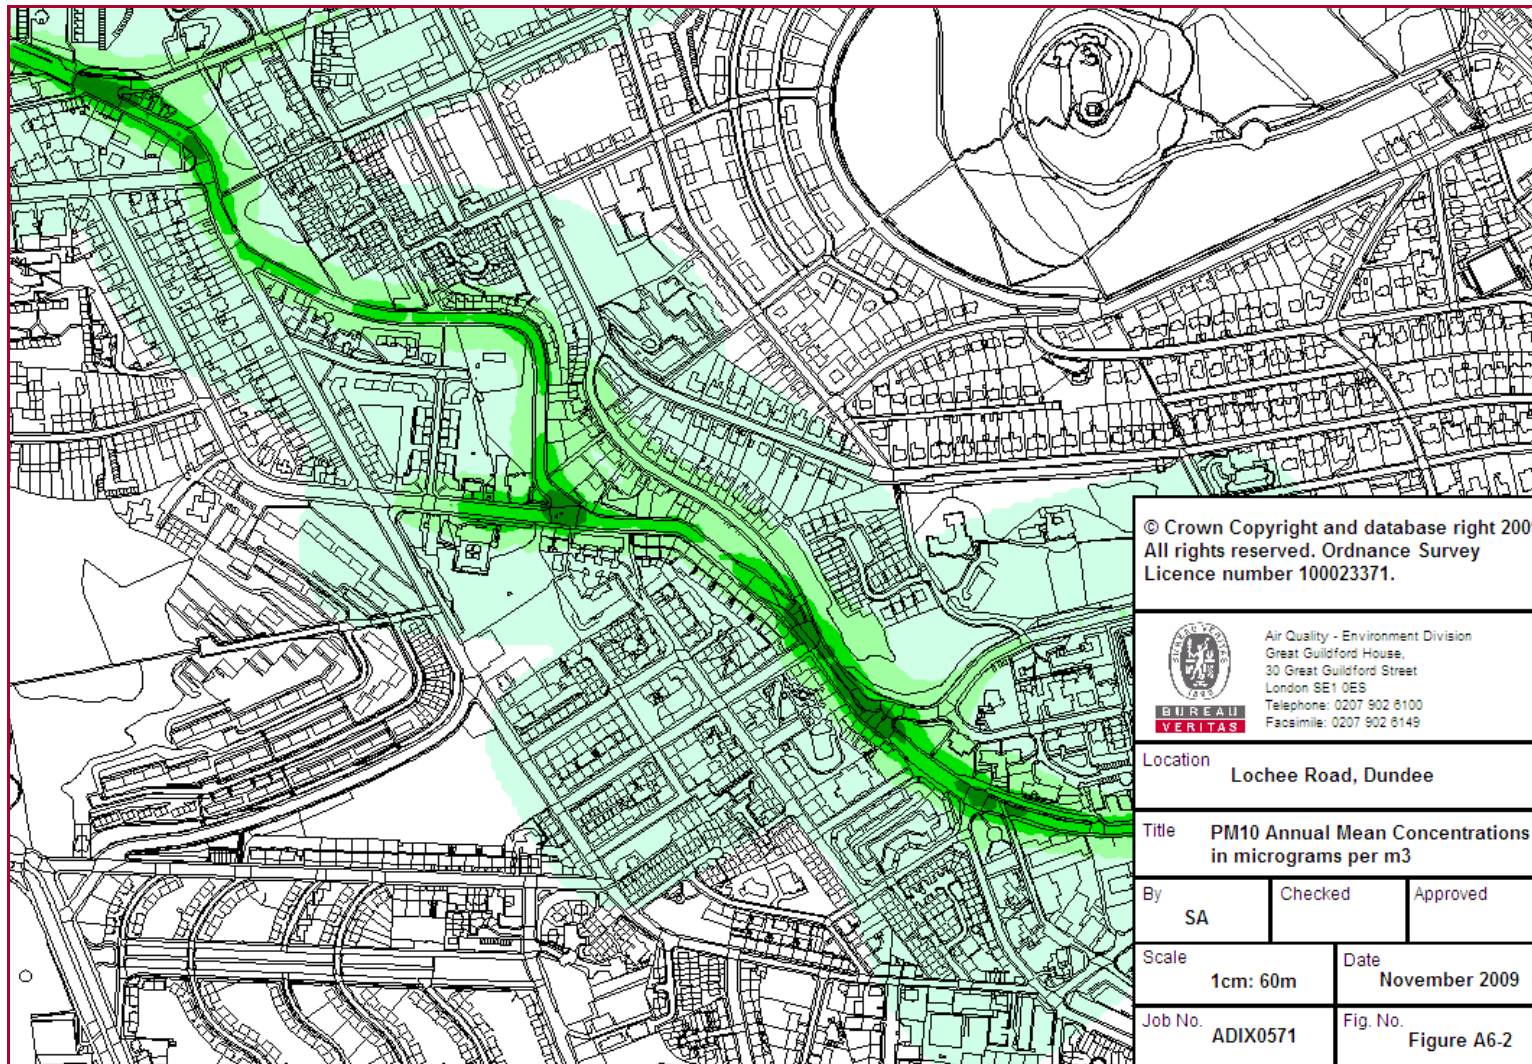 © Crown Copyright and database right 200
All rights reserved. Ordnance Survey
Licence number 100023371.
BUREAU VERITAS
1828
BUREAU
VERITAS
Air Quality - Environment Division
Great Guildford House,
30 Great Guildford Street
London SE1 0ES
Telephone: 0207 902 6100
Facsimile: 0207 902 6149
Location
Lochee Road, Dundee
Title
PM10 Annual Mean Concentrations
in micrograms per m3
By
SA
Checked
Approved
Scale
1cm: 60m
Date
November 2009
Job No.
ADIX0571
Fig. No.
Figure A6-2